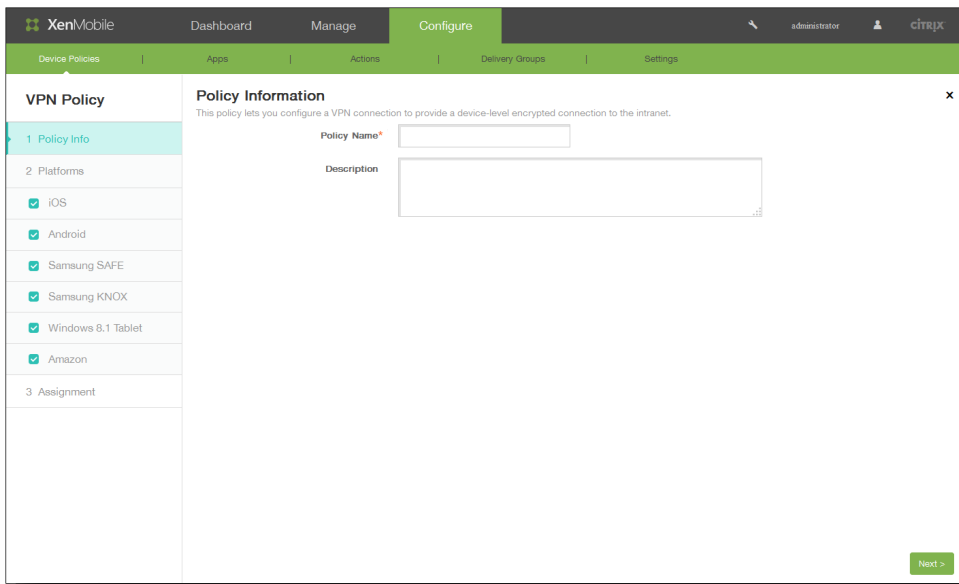 XenMobile Dashboard Manage Configure administrator CITRIX
Device Policies | Apps | Actions | Delivery Groups | Settings
VPN Policy
1 Policy Info
2 Platforms
iOS
Android
Samsung SAFE
Samsung KNOX
Windows 8.1 Tablet
Amazon
3 Assignment
Policy Information x
This policy lets you configure a VPN connection to provide a device-level encrypted connection to the intranet.
Policy Name*
Description
Next >